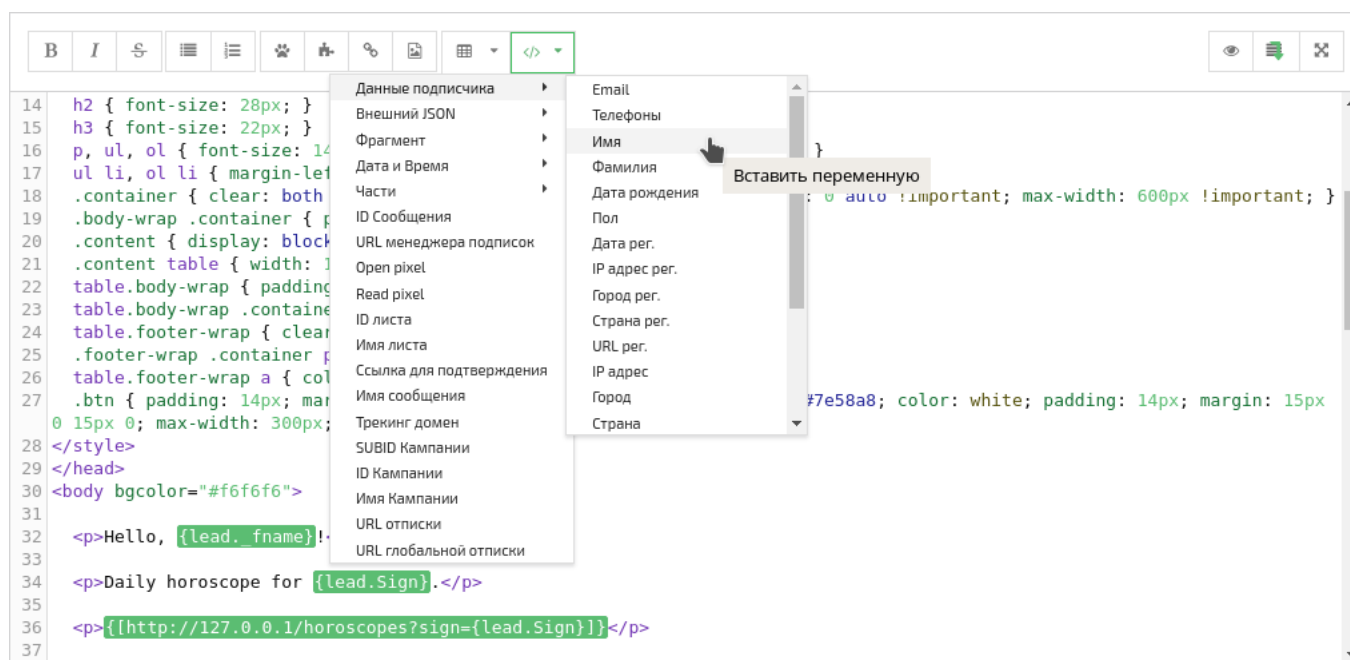 B I S </>
Данные подписчика
Внешний JSON
Фрагмент
Дата и Время
Части
ID Сообщения
URL менеджера подписок
Open pixel
Read pixel
ID листа
Имя листа
Ссылка для подтверждения
Имя сообщения
Трекинг домен
SUBID Кампании
ID Кампании
Имя Кампании
URL отписки
URL глобальной отписки
Email
Телефоны
Имя
Фамилия
Дата рождения
Пол
Дата рег.
IP адрес рег.
Город рег.
Страна рег.
URL рег.
IP адрес
Город
Страна
Вставить переменную
14 h2 { font-size: 28px; }
15 h3 { font-size: 22px; }
16 p, ul, ol { font-size: 14 }
17 ul li, ol li { margin-lef
18 .container { clear: both : 0 auto !important; max-width: 600px !important; }
19 .body-wrap .container { p
20 .content { display: block
21 .content table { width: 1
22 table.body-wrap { padding
23 table.body-wrap .containe
24 table.footer-wrap { clear
25 .footer-wrap .container p
26 table.footer-wrap a { col
27 .btn { padding: 14px; mar #7e58a8; color: white; padding: 14px; margin: 15px
0 15px 0; max-width: 300px;
28 </style>
29 </head>
30 <body bgcolor="#f6f6f6">
31
32 <p>Hello, {lead._fname}!<
33
34 <p>Daily horoscope for {lead.Sign}.</p>
35
36 <p>{[http://127.0.0.1/horoscopes?sign={lead.Sign}]}</p>
37